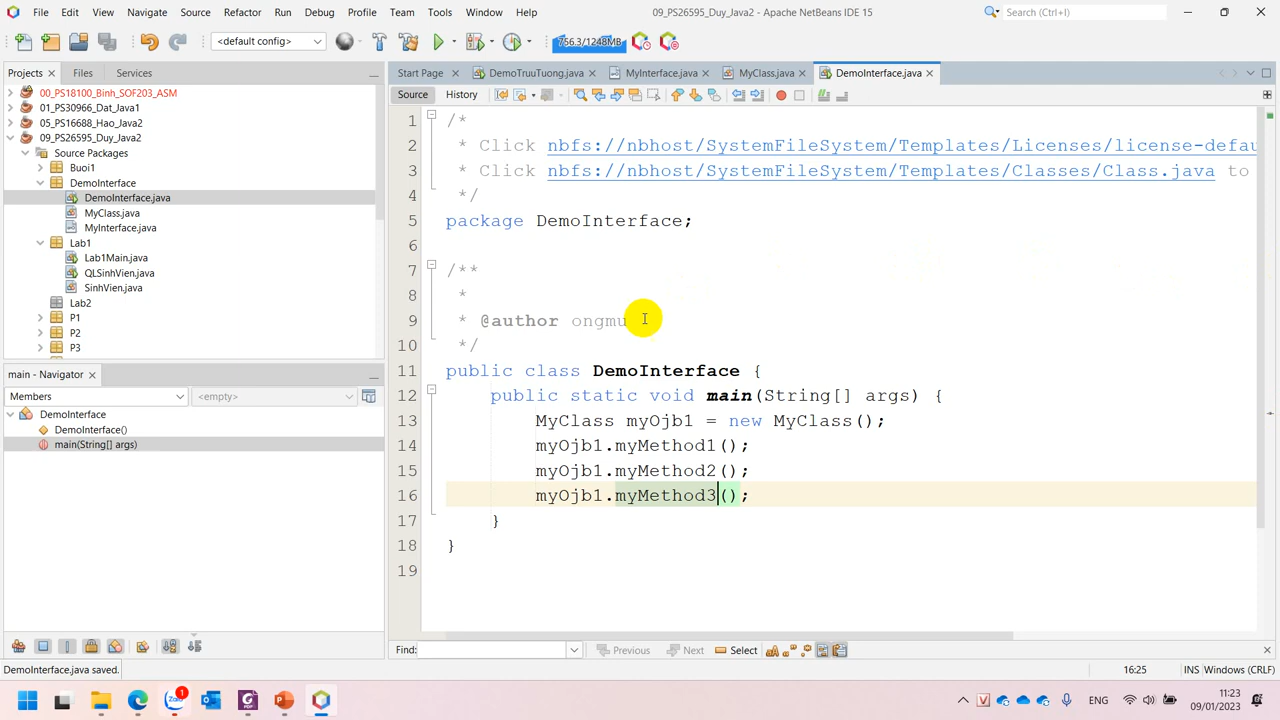 File Edit View Navigate Source Refactor Run Debug Profile Team Tools Window Help
09_PS26595_Duy_Java2 - Apache NetBeans IDE 15
Search (Ctrl+I)
<default config>
756.3/1248MB
Projects
Files
Services
Start Page
DemoTruuTuong.java
MyInterface.java
MyClass.java
DemoInterface.java
Source
History
00_PS18100_Binh_SOF203_ASM
01_PS30966_Dat_Java1
05_PS16688_Hao_Java2
09_PS26595_Duy_Java2
Source Packages
Buoi1
DemoInterface
DemoInterface.java
MyClass.java
MyInterface.java
Lab1
Lab1Main.java
QLSinhVien.java
SinhVien.java
Lab2
P1
P2
P3
main - Navigator
Members
<empty>
DemoInterface
DemoInterface()
main(String[] args)
1 /*
2 * Click nbfs://nbhost/SystemFileSystem/Templates/Licenses/license-defau
3 * Click nbfs://nbhost/SystemFileSystem/Templates/Classes/Class.java to
4 */
5 package DemoInterface;
6
7 /**
8 *
9 * @author ongmu
10 */
11 public class DemoInterface {
12 public static void main(String[] args) {
13 MyClass myOjb1 = new MyClass();
14 myOjb1.myMethod1();
15 myOjb1.myMethod2();
16 myOjb1.myMethod3();
17 }
18 }
19
Find:
Previous
Next
Select
DemoInterface.java saved.
16:25
INS
Windows (CRLF)
Zalo
1
ENG
11:23
09/01/2023